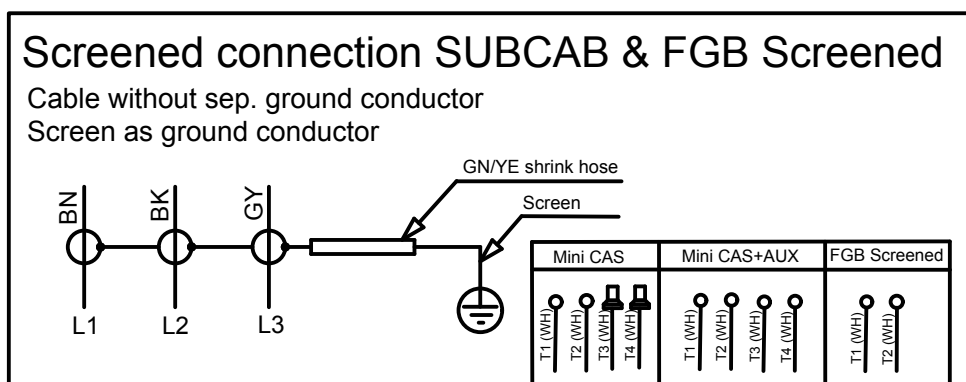 Screened connection SUBCAB & FGB Screened
Cable without sep. ground conductor
Screen as ground conductor
GN/YE shrink hose
BN
BK
GY
Screen
L1
L2
L3
Mini CAS
Mini CAS+AUX
FGB Screened
T1 (WH)
T2 (WH)
T3 (WH)
T4 (WH)
T1 (WH)
T2 (WH)
T3 (WH)
T4 (WH)
T1 (WH)
T2 (WH)